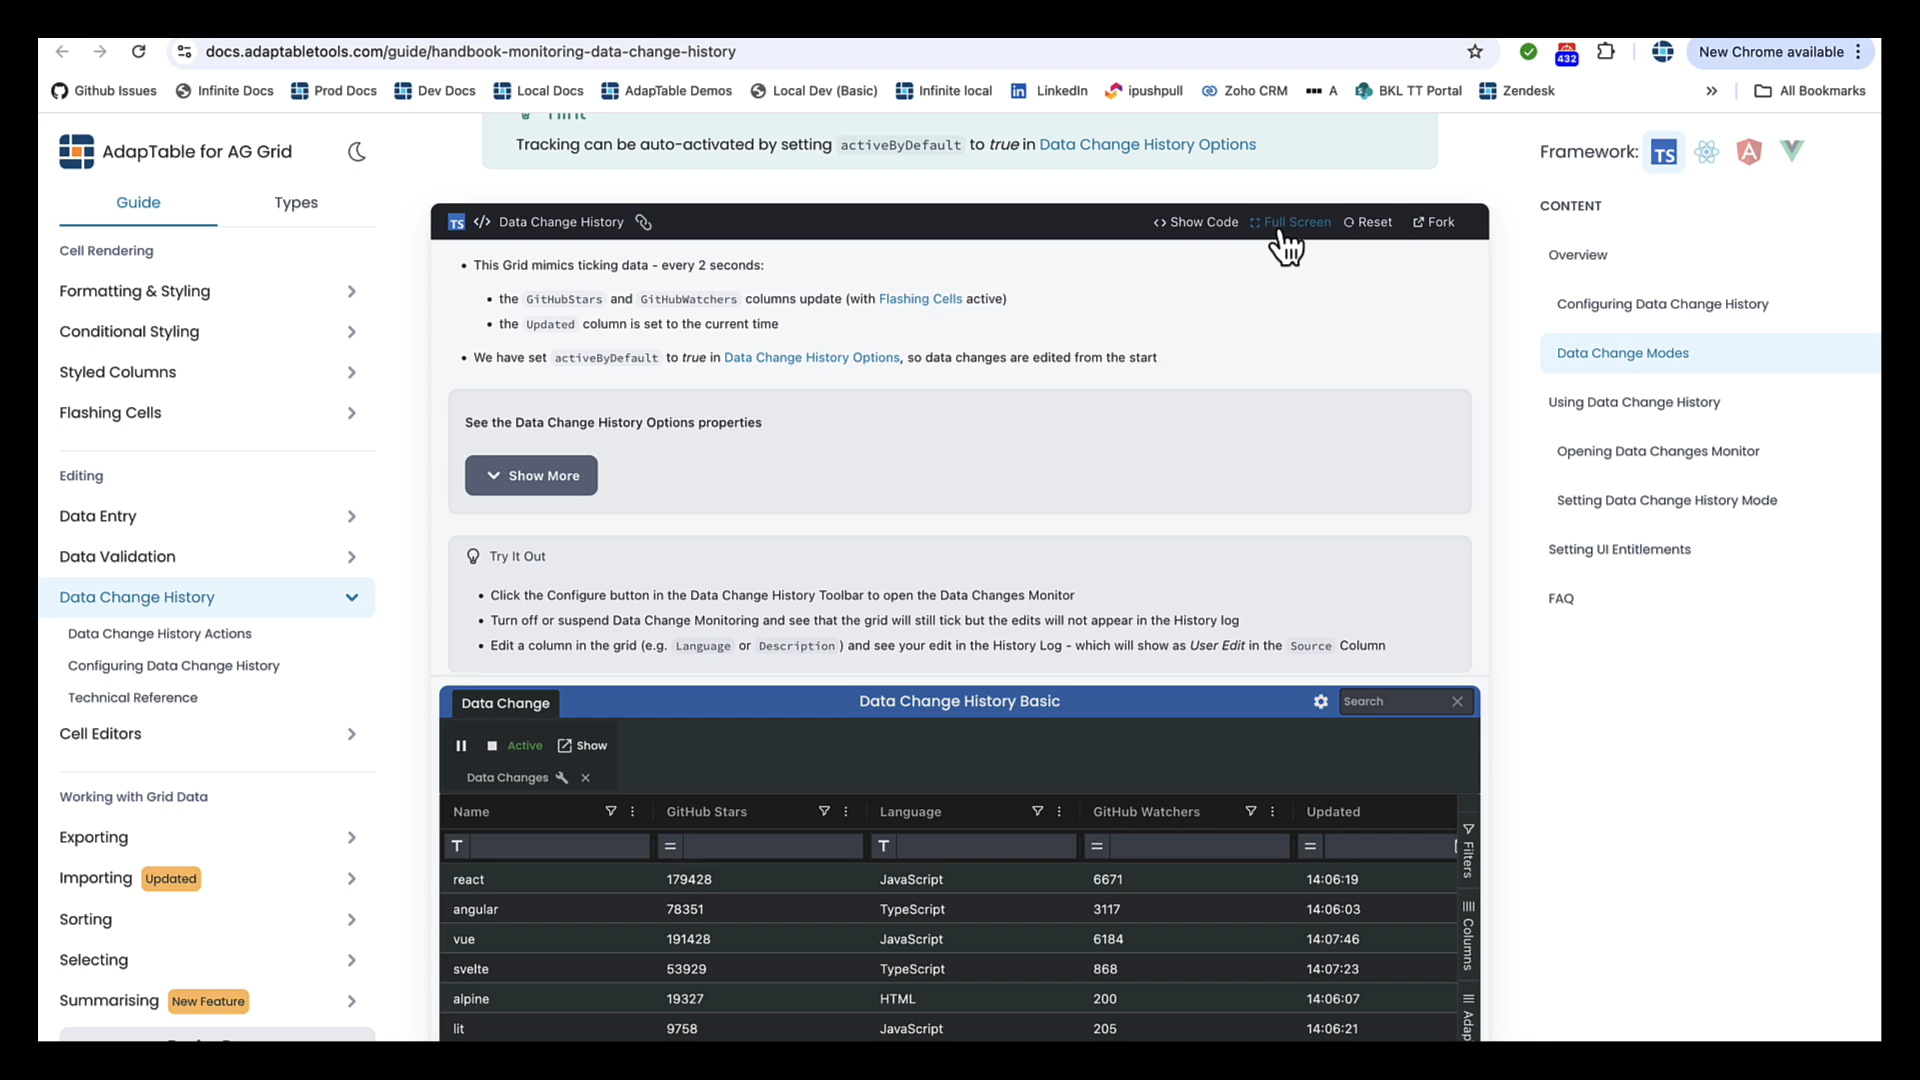 docs.adaptabletools.com/guide/handbook-monitoring-data-change-history
432
New Chrome available
Github Issues
Infinite Docs
Prod Docs
Dev Docs
Local Docs
AdapTable Demos
Local Dev (Basic)
Infinite local
LinkedIn
ipushpull
Zoho CRM
A
BKL TT Portal
Zendesk
All Bookmarks
AdapTable for AG Grid
Guide
Types
Cell Rendering
Formatting & Styling
Conditional Styling
Styled Columns
Flashing Cells
Editing
Data Entry
Data Validation
Data Change History
Data Change History Actions
Configuring Data Change History
Technical Reference
Cell Editors
Working with Grid Data
Exporting
Importing Updated
Sorting
Selecting
Summarising New Feature
Hint
Tracking can be auto-activated by setting activeByDefault to true in Data Change History Options
TS </> Data Change History
<> Show Code
Full Screen
Reset
Fork
• This Grid mimics ticking data - every 2 seconds:
• the GitHubStars and GitHubWatchers columns update (with Flashing Cells active)
• the Updated column is set to the current time
• We have set activeByDefault to true in Data Change History Options, so data changes are edited from the start
See the Data Change History Options properties
Show More
Try It Out
• Click the Configure button in the Data Change History Toolbar to open the Data Changes Monitor
• Turn off or suspend Data Change Monitoring and see that the grid will still tick but the edits will not appear in the History log
• Edit a column in the grid (e.g. Language or Description) and see your edit in the History Log - which will show as User Edit in the Source Column
Data Change
Data Change History Basic
Search
Active
Show
Data Changes
Name GitHub Stars Language GitHub Watchers Updated
T = T = =
react 179428 JavaScript 6671 14:06:19
angular 78351 TypeScript 3117 14:06:03
vue 191428 JavaScript 6184 14:07:46
svelte 53929 TypeScript 868 14:07:23
alpine 19327 HTML 200 14:06:07
lit 9758 JavaScript 205 14:06:21
Filters
Columns
Adap
Framework:
TS
A
CONTENT
Overview
Configuring Data Change History
Data Change Modes
Using Data Change History
Opening Data Changes Monitor
Setting Data Change History Mode
Setting UI Entitlements
FAQ